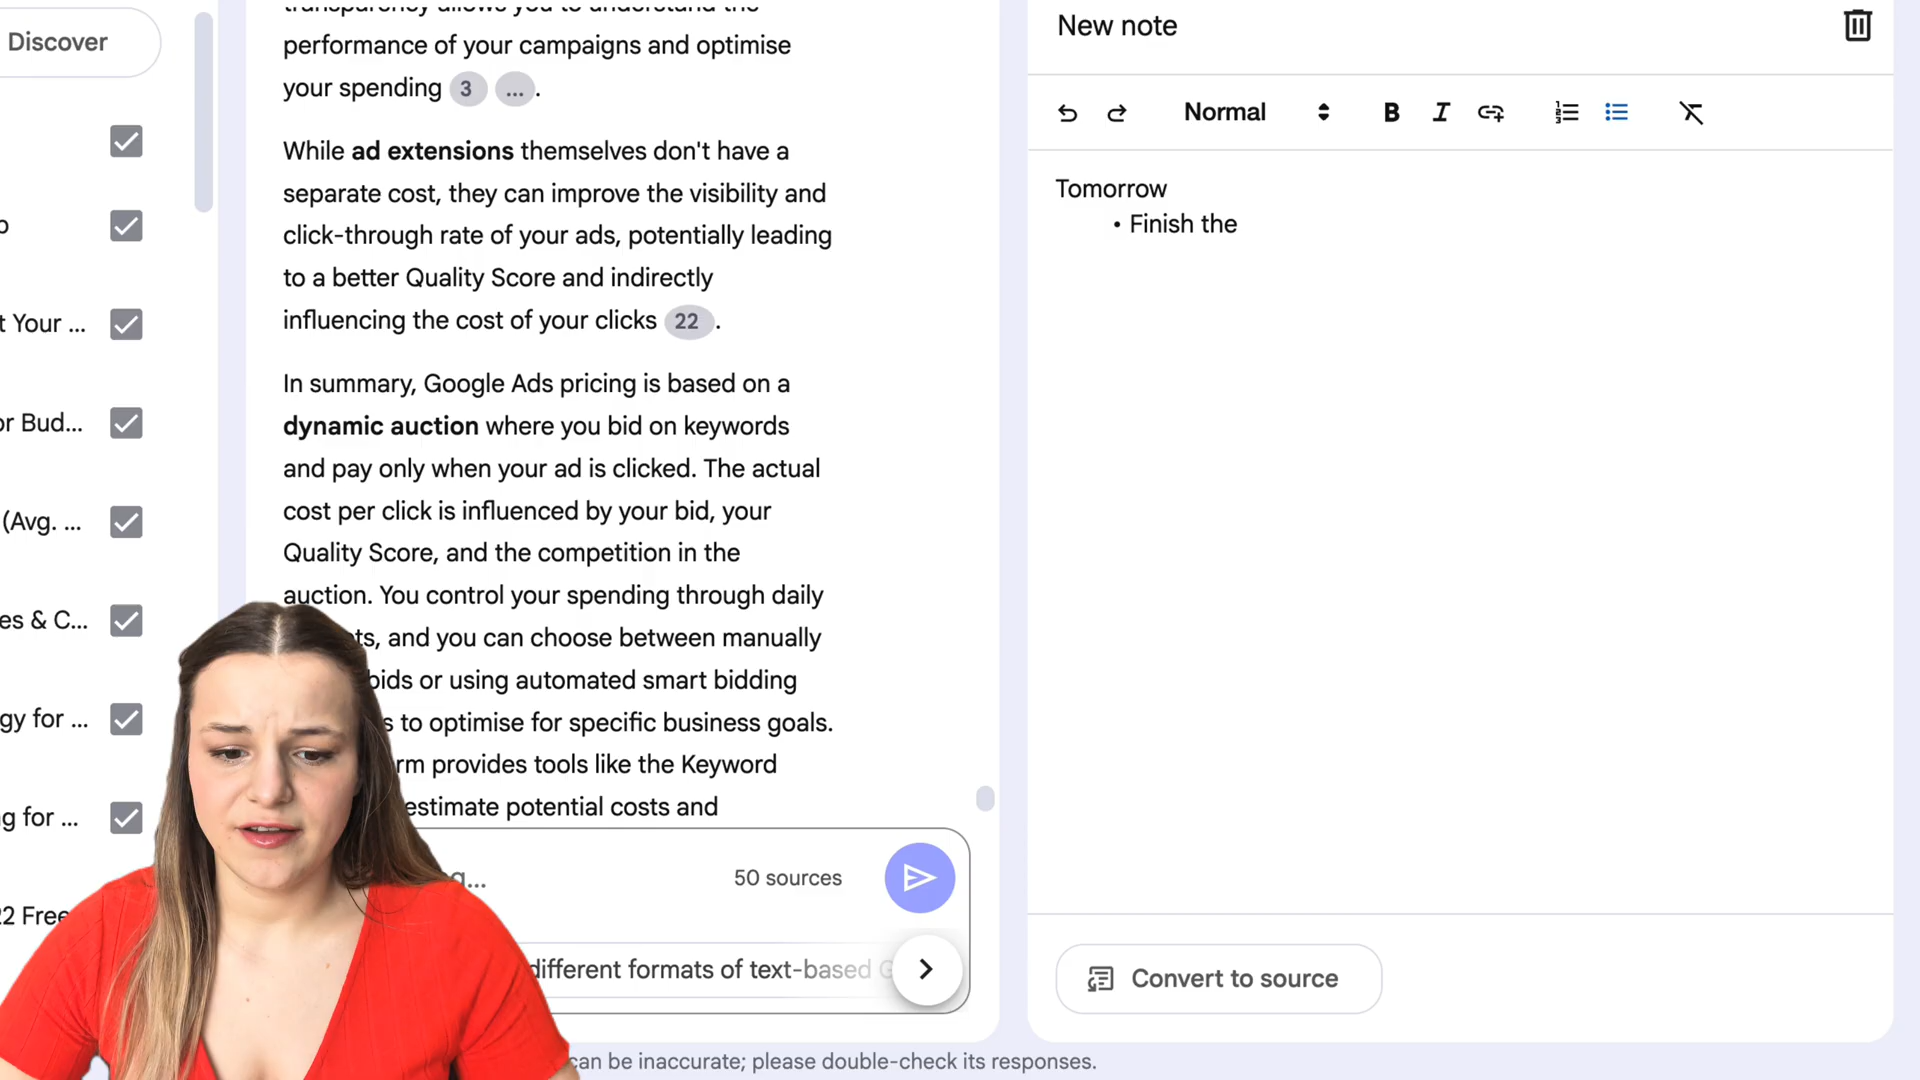 Discover
t Your ...
or Bud...
(Avg. ...
es & C...
gy for ...
g for ...
22 Free
performance of your campaigns and optimise
your spending 3 ... .
While ad extensions themselves don't have a
separate cost, they can improve the visibility and
click-through rate of your ads, potentially leading
to a better Quality Score and indirectly
influencing the cost of your clicks 22 .
In summary, Google Ads pricing is based on a
dynamic auction where you bid on keywords
and pay only when your ad is clicked. The actual
cost per click is influenced by your bid, your
Quality Score, and the competition in the
auction. You control your spending through daily
ts, and you can choose between manually
bids or using automated smart bidding
s to optimise for specific business goals.
rm provides tools like the Keyword
estimate potential costs and
g...
50 sources
different formats of text-based G
can be inaccurate; please double-check its responses.
New note
Normal
B I
Tomorrow
• Finish the
Convert to source